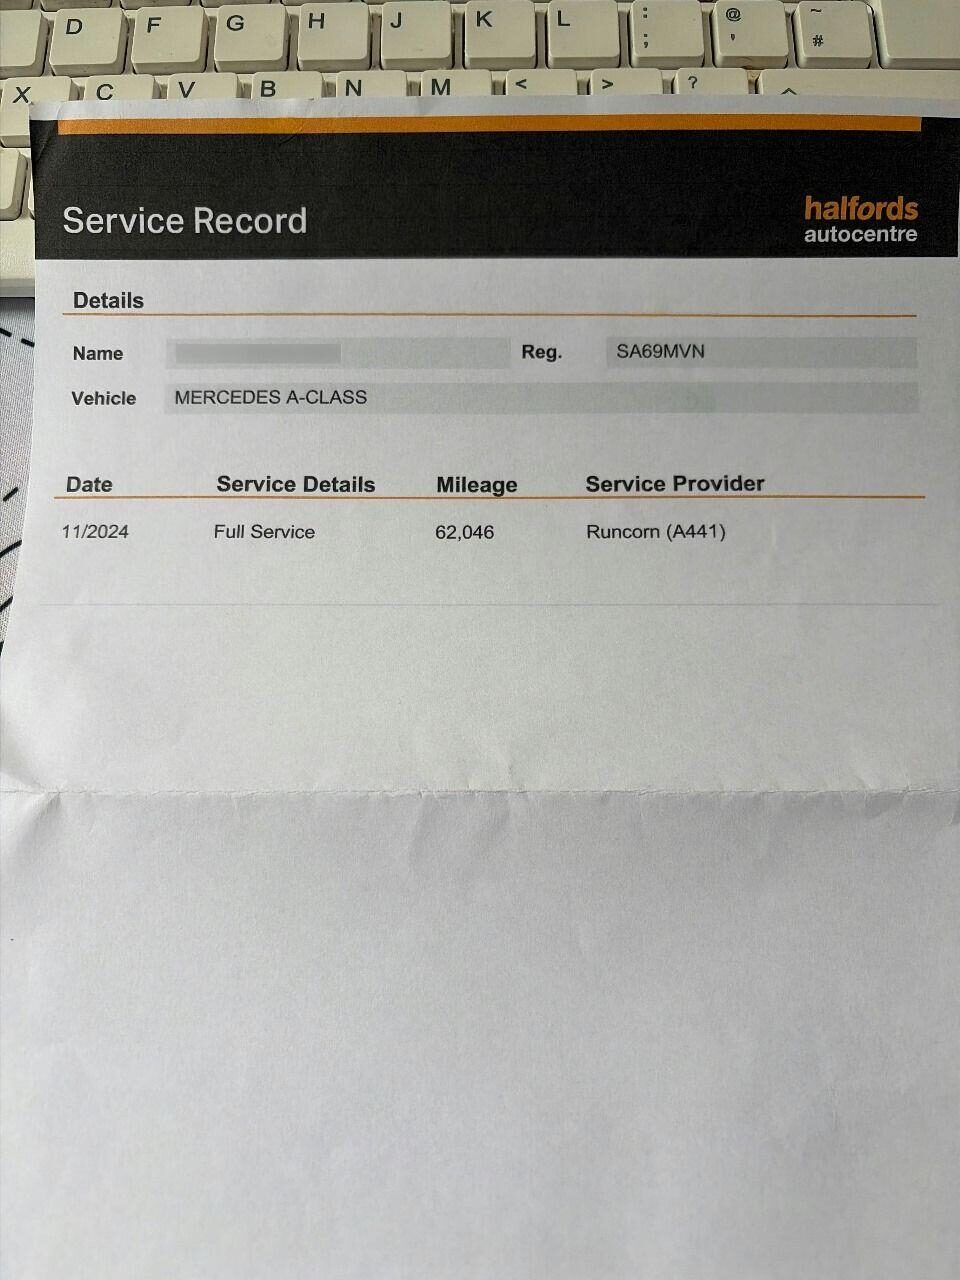 D F G H J K L : ; @ ' ~ #
X C V B N M < > ? ^
Service Record
halfords
autocentre
Details
Name Reg. SA69MVN
Vehicle MERCEDES A-CLASS
Date Service Details Mileage Service Provider
11/2024 Full Service 62,046 Runcorn (A441)